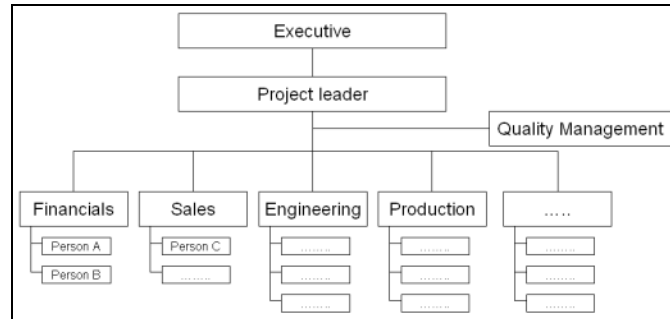 Executive
Project leader
Quality Management
Financials
Sales
Engineering
Production
.....
Person A
Person C
........
........
........
Person B
........
........
........
........
........
........
........